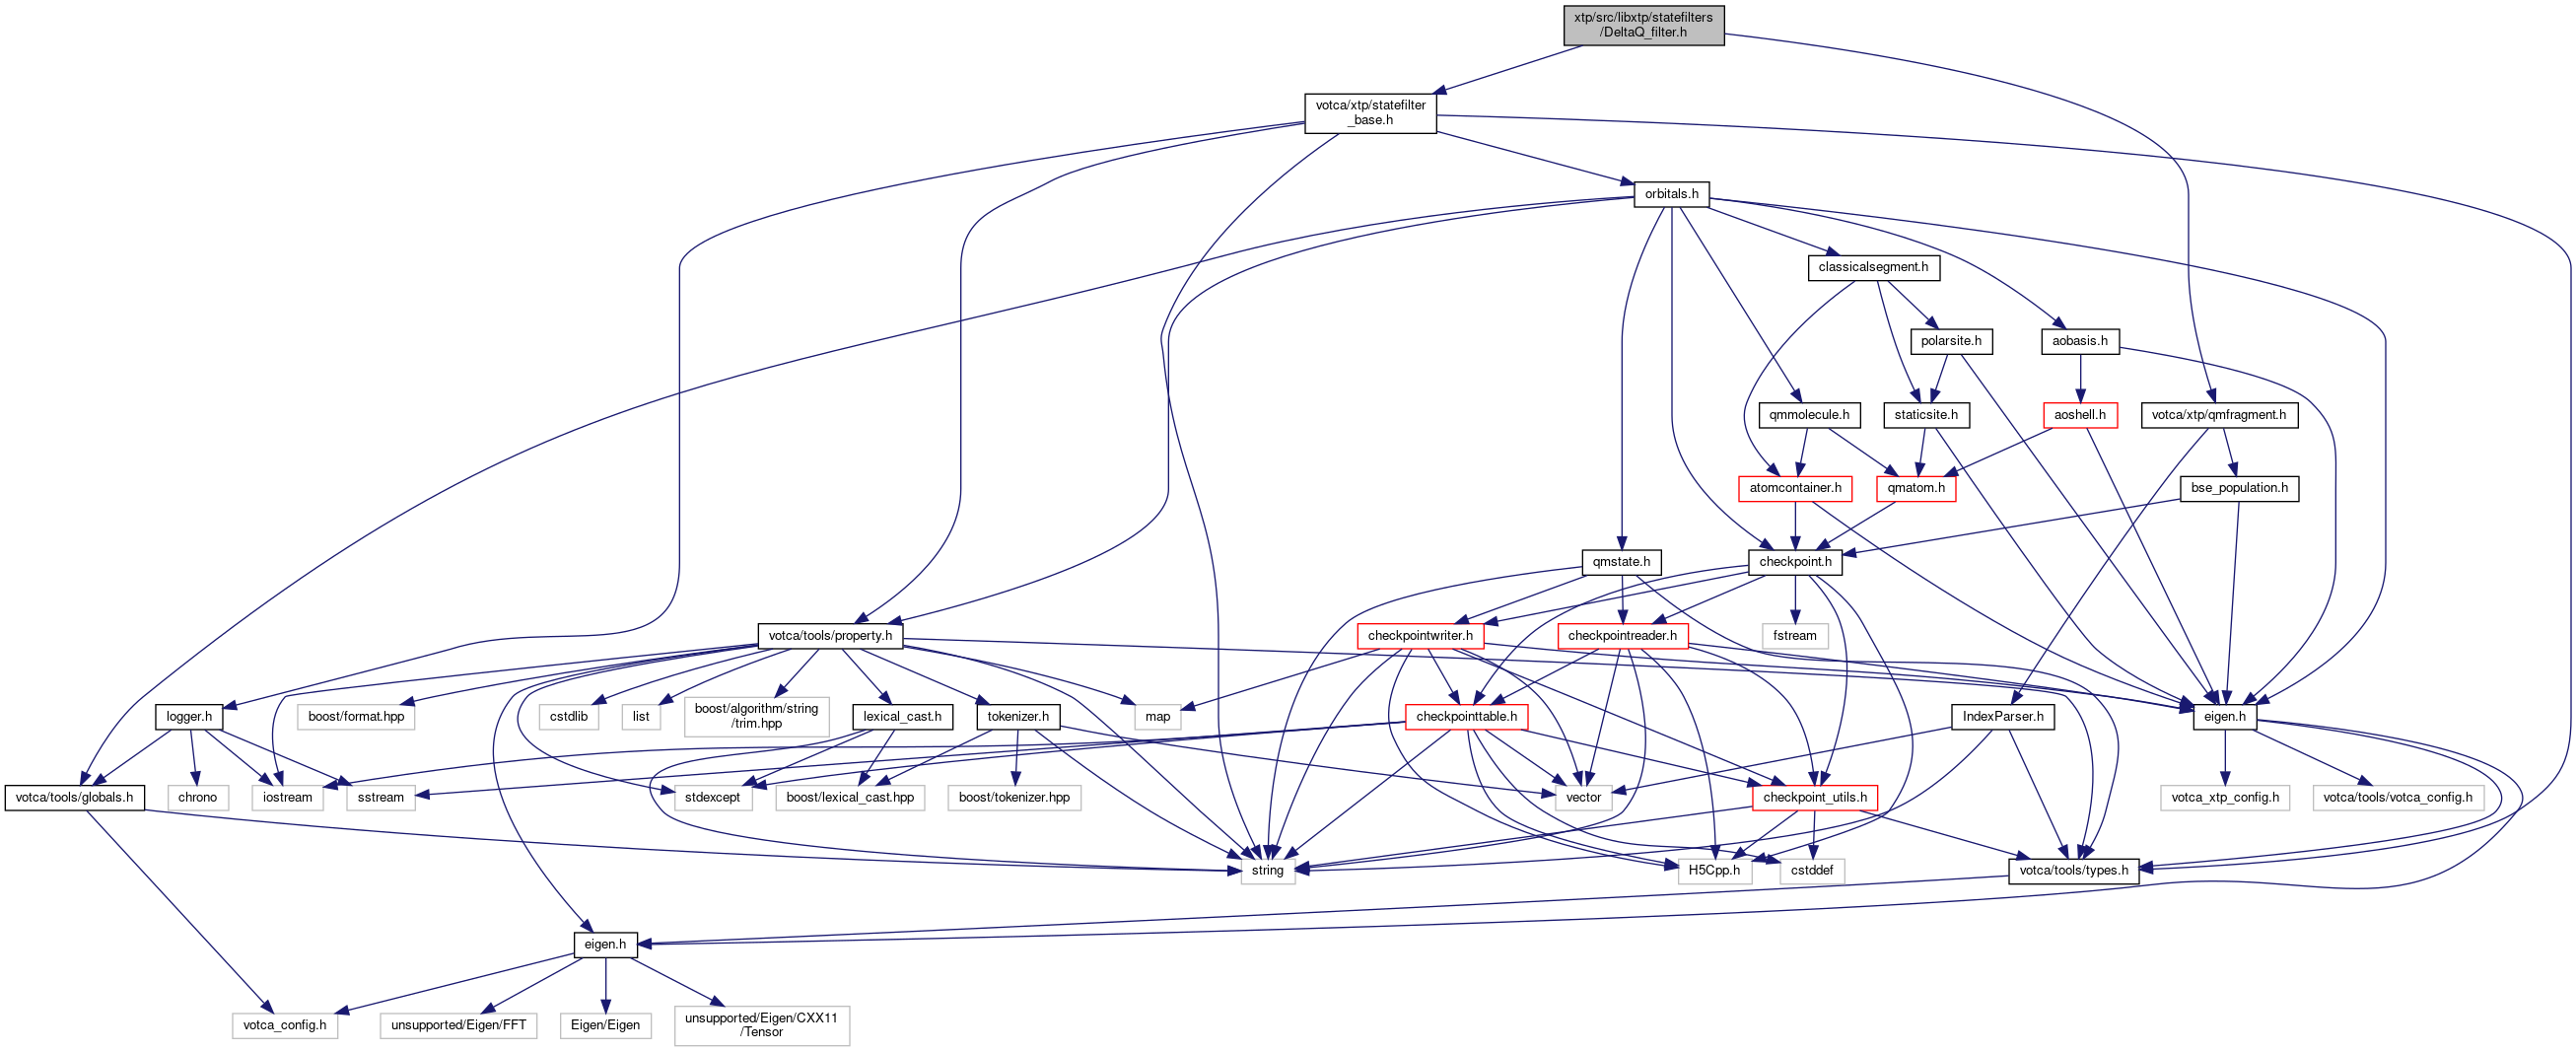 xtp/src/libxtp/statefilters
/DeltaQ_filter.h
votca/xtp/statefilter
_base.h
orbitals.h
classicalsegment.h
polarsite.h
aobasis.h
qmmolecule.h
staticsite.h
aoshell.h
votca/xtp/qmfragment.h
atomcontainer.h
qmatom.h
bse_population.h
qmstate.h
checkpoint.h
votca/tools/property.h
checkpointwriter.h
checkpointreader.h
fstream
logger.h
boost/format.hpp
cstdlib
list
boost/algorithm/string
/trim.hpp
lexical_cast.h
tokenizer.h
map
checkpointtable.h
IndexParser.h
eigen.h
votca/tools/globals.h
chrono
iostream
sstream
stdexcept
boost/lexical_cast.hpp
boost/tokenizer.hpp
vector
checkpoint_utils.h
votca_xtp_config.h
votca/tools/votca_config.h
string
H5Cpp.h
cstddef
votca/tools/types.h
eigen.h
votca_config.h
unsupported/Eigen/FFT
Eigen/Eigen
unsupported/Eigen/CXX11
/Tensor